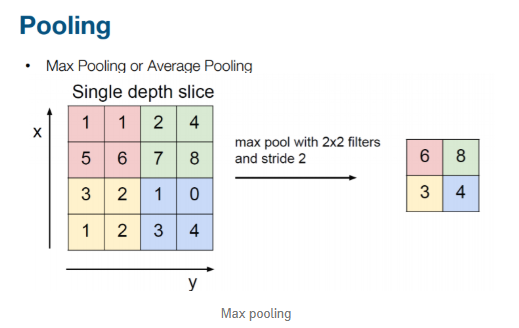 Pooling
• Max Pooling or Average Pooling
Single depth slice
x
1 1 2 4
5 6 7 8
3 2 1 0
1 2 3 4
y
max pool with 2x2 filters
and stride 2
6 8
3 4
Max pooling